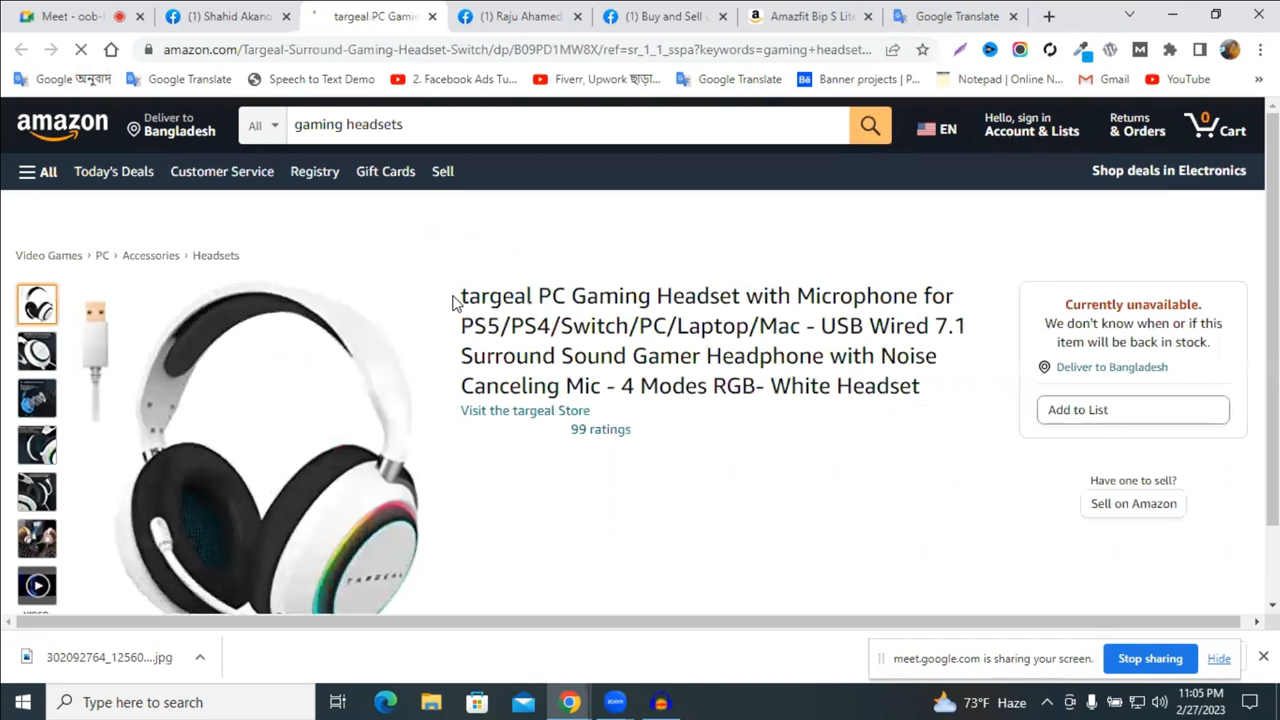 Meet - oob-
(1) Shahid Akano
targeal PC Gami
(1) Raju Ahamed
(1) Buy and Sell
Amazfit Bip S Lite
Google Translate
amazon.com/Targeal-Surround-Gaming-Headset-Switch/dp/B09PD1MW8X/ref=sr_1_1_sspa?keywords=gaming+headset...
Google অনুবাদ
Google Translate
Speech to Text Demo
2. Facebook Ads Tu...
Fiverr, Upwork ছাড়া...
Google Translate
Banner projects | P...
Notepad | Online N...
Gmail
YouTube
amazon
Deliver to
Bangladesh
All
gaming headsets
EN
Hello, sign in
Account & Lists
Returns
& Orders
0
Cart
All
Today's Deals
Customer Service
Registry
Gift Cards
Sell
Shop deals in Electronics
Video Games › PC › Accessories › Headsets
targeal PC Gaming Headset with Microphone for
PS5/PS4/Switch/PC/Laptop/Mac - USB Wired 7.1
Surround Sound Gamer Headphone with Noise
Canceling Mic - 4 Modes RGB- White Headset
Visit the targeal Store
99 ratings
TARGEAL
Currently unavailable.
We don't know when or if this
item will be back in stock.
Deliver to Bangladesh
Add to List
Have one to sell?
Sell on Amazon
302092764_12560....jpg
meet.google.com is sharing your screen.
Stop sharing
Hide
Type here to search
zoom
73°F Haze
11:05 PM
2/27/2023